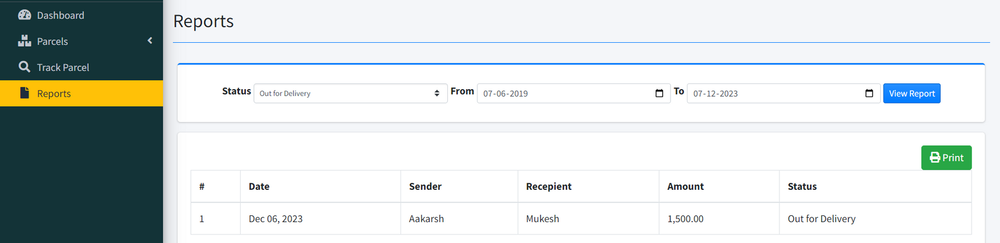 Dashboard
Parcels
Track Parcel
Reports
Reports
Status Out for Delivery From 07-06-2019 To 07-12-2023 View Report
Print
# Date Sender Recepient Amount Status
1 Dec 06, 2023 Aakarsh Mukesh 1,500.00 Out for Delivery